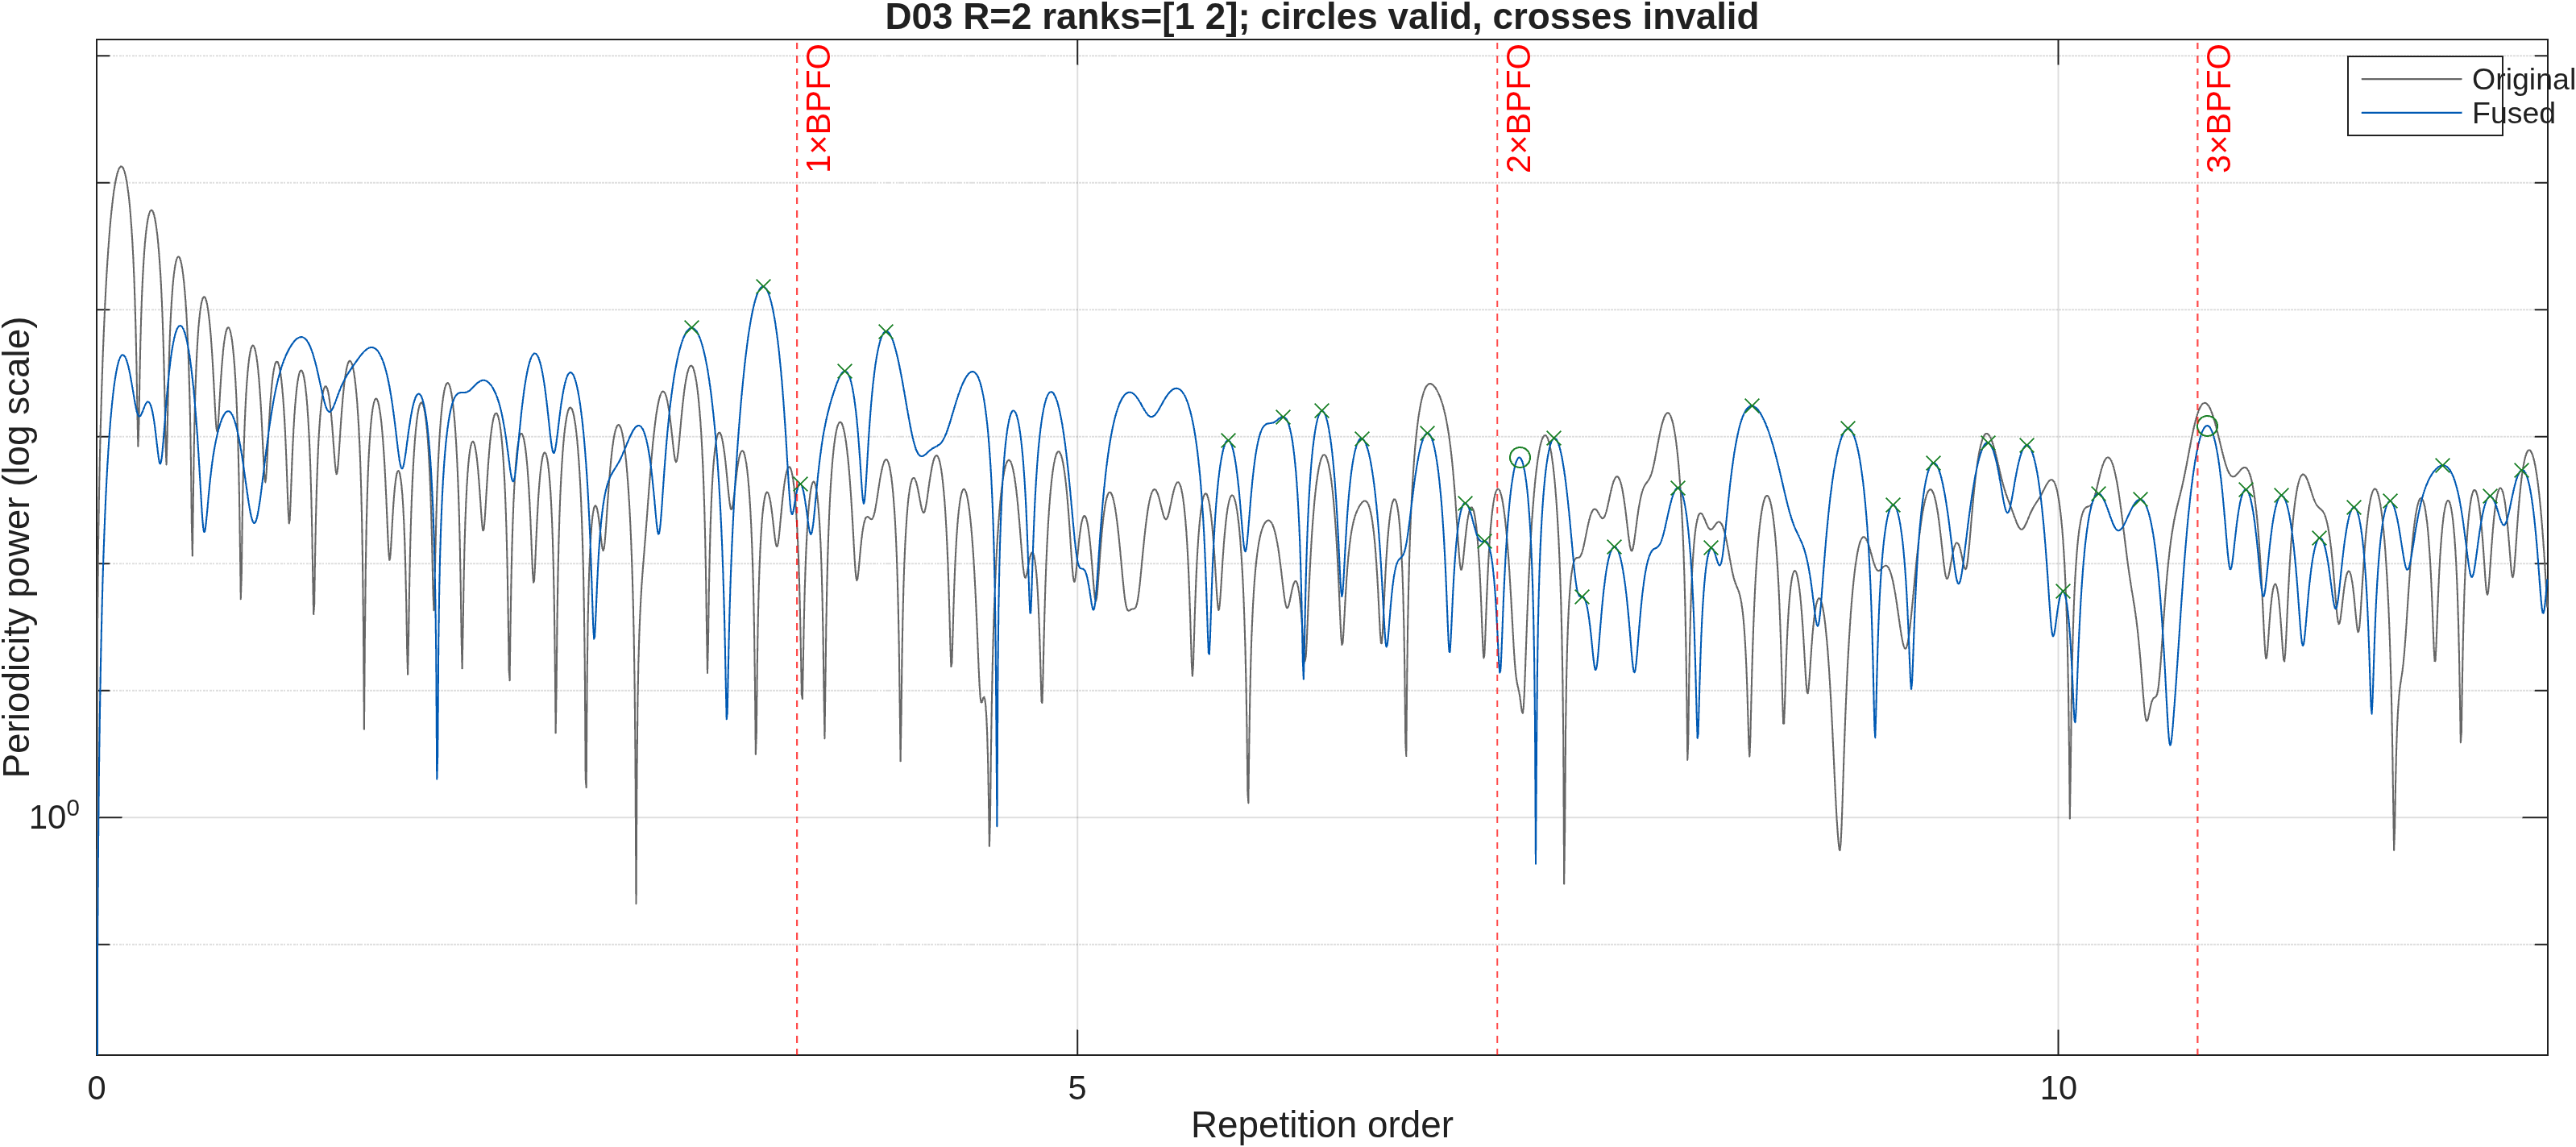 D03 R=2 ranks=[1 2]; circles valid, crosses invalid
1×BPFO
2×BPFO
3×BPFO
Original
Fused
Periodicity power (log scale)
10⁰
0
5
10
Repetition order